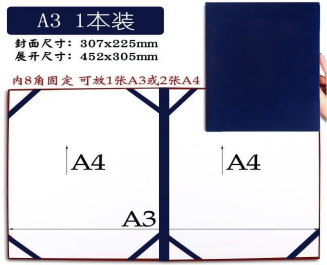 A3 1本装
封面尺寸：307x225mm
展开尺寸：452x305mm
内8角固定 可放1张A3或2张A4
A4
A4
A3